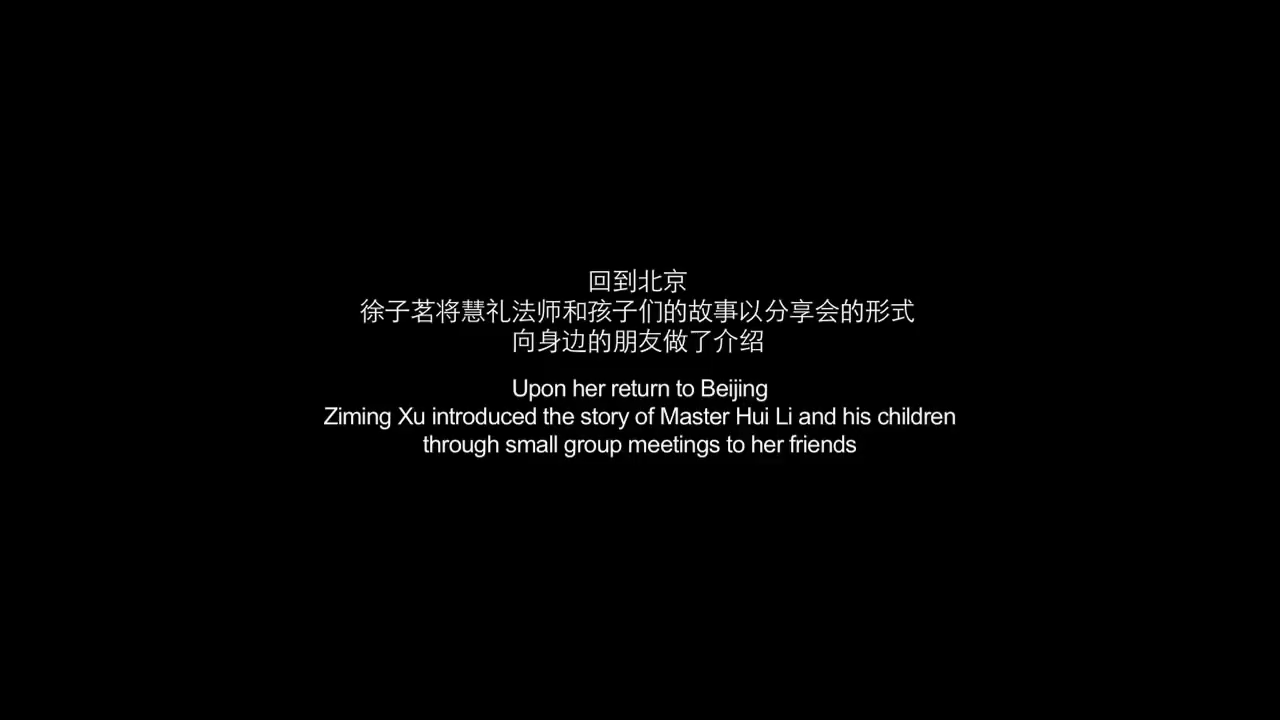 回到北京
徐子茗将慧礼法师和孩子们的故事以分享会的形式
向身边的朋友做了介绍
Upon her return to Beijing
Ziming Xu introduced the story of Master Hui Li and his children
through small group meetings to her friends